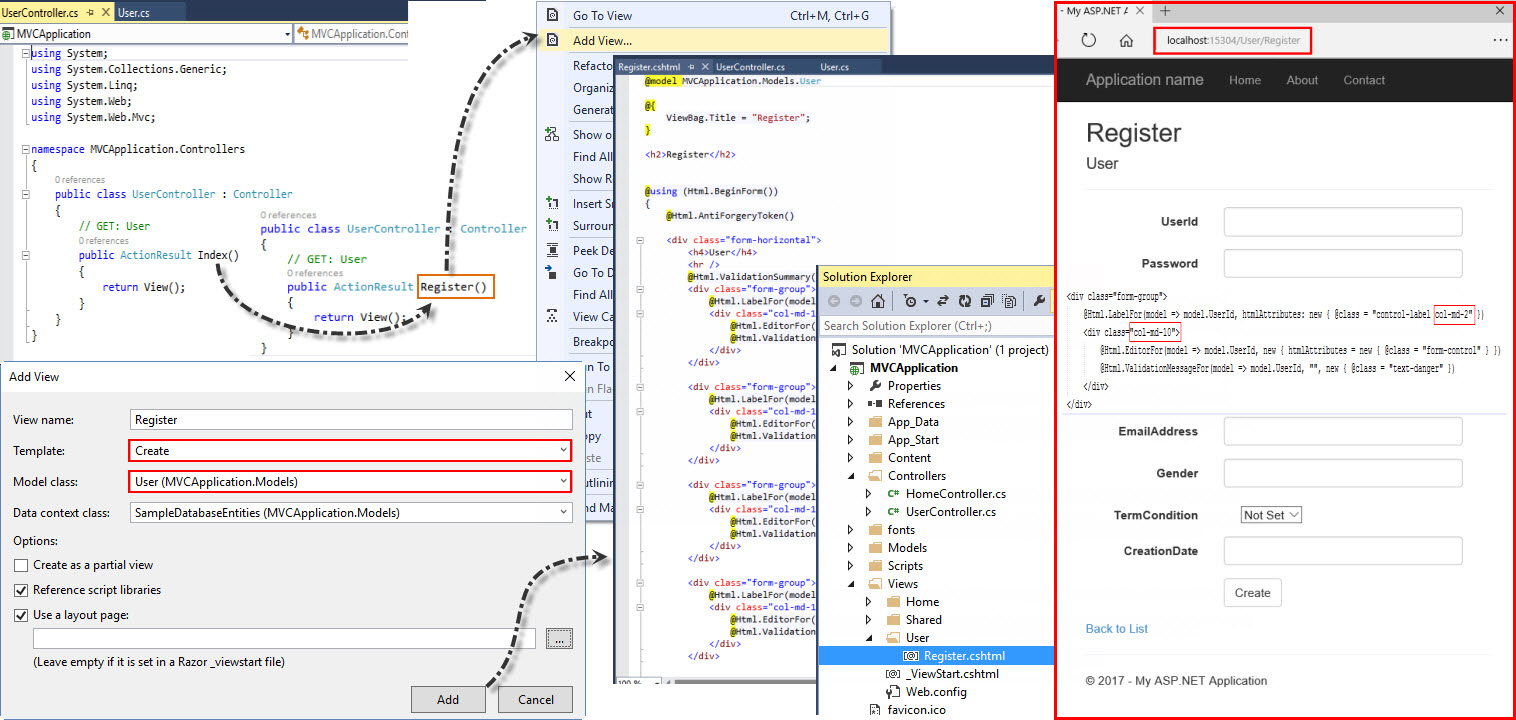 UserController.cs
User.cs
MVCApplication
MVCApplication.Cont
using System;
using System.Collections.Generic;
using System.Linq;
using System.Web;
using System.Web.Mvc;
namespace MVCApplication.Controllers
{
0 references
public class UserController : Controller
{
// GET: User
0 references
public ActionResult Index()
{
return View();
}
}
}
0 references
public class UserController : Controller
{
// GET: User
0 references
public ActionResult Register()
{
return View();
}
}
Go To View Ctrl+M, Ctrl+G
Add View...
Refacto
Organiz
Generat
Show o
Find All
Show R
Insert Sn
Surroun
Peek De
Go To D
Find All
View Ca
Breakpo
n To
n Fla
ut
opy
ste
utlinin
nd Ma
Add View
View name: Register
Template: Create
Model class: User (MVCApplication.Models)
Data context class: SampleDatabaseEntities (MVCApplication.Models)
Options:
Create as a partial view
Reference script libraries
Use a layout page:
...
(Leave empty if it is set in a Razor _viewstart file)
Add
Cancel
Register.cshtml
UserController.cs
User.cs
@model MVCApplication.Models.User
@{
ViewBag.Title = "Register";
}
<h2>Register</h2>
@using (Html.BeginForm())
{
@Html.AntiForgeryToken()
<div class="form-horizontal">
<h4>User</h4>
<hr />
@Html.ValidationSummary(
<div class="form-group">
@Html.LabelFor(model
<div class="col-md-1
@Html.EditorFor(
@Html.Validation
</div>
</div>
<div class="form-group">
@Html.LabelFor(model
<div class="col-md-1
@Html.EditorFor(
@Html.Validation
</div>
</div>
<div class="form-group">
@Html.LabelFor(model
<div class="col-md-1
@Html.EditorFor(
@Html.Validation
</div>
</div>
<div class="form-group">
@Html.LabelFor(model
<div class="col-md-1
@Html.EditorFor(
@Html.Validation
</div>
100 %
Solution Explorer
Search Solution Explorer (Ctrl+;)
Solution 'MVCApplication' (1 project)
MVCApplication
Properties
References
App_Data
App_Start
Content
Controllers
C# HomeController.cs
C# UserController.cs
fonts
Models
Scripts
Views
Home
Shared
User
[@] Register.cshtml
[@] _ViewStart.cshtml
Web.config
favicon.ico
- My ASP.NET A
localhost:15304/User/Register
Application name Home About Contact
Register
User
UserId
Password
<div class="form-group">
@Html.LabelFor(model => model.UserId, htmlAttributes: new { @class = "control-label col-md-2" })
<div class="col-md-10">
@Html.EditorFor(model => model.UserId, new { htmlAttributes = new { @class = "form-control" } })
@Html.ValidationMessageFor(model => model.UserId, "", new { @class = "text-danger" })
</div>
</div>
EmailAddress
Gender
TermCondition Not Set
CreationDate
Create
Back to List
© 2017 - My ASP.NET Application